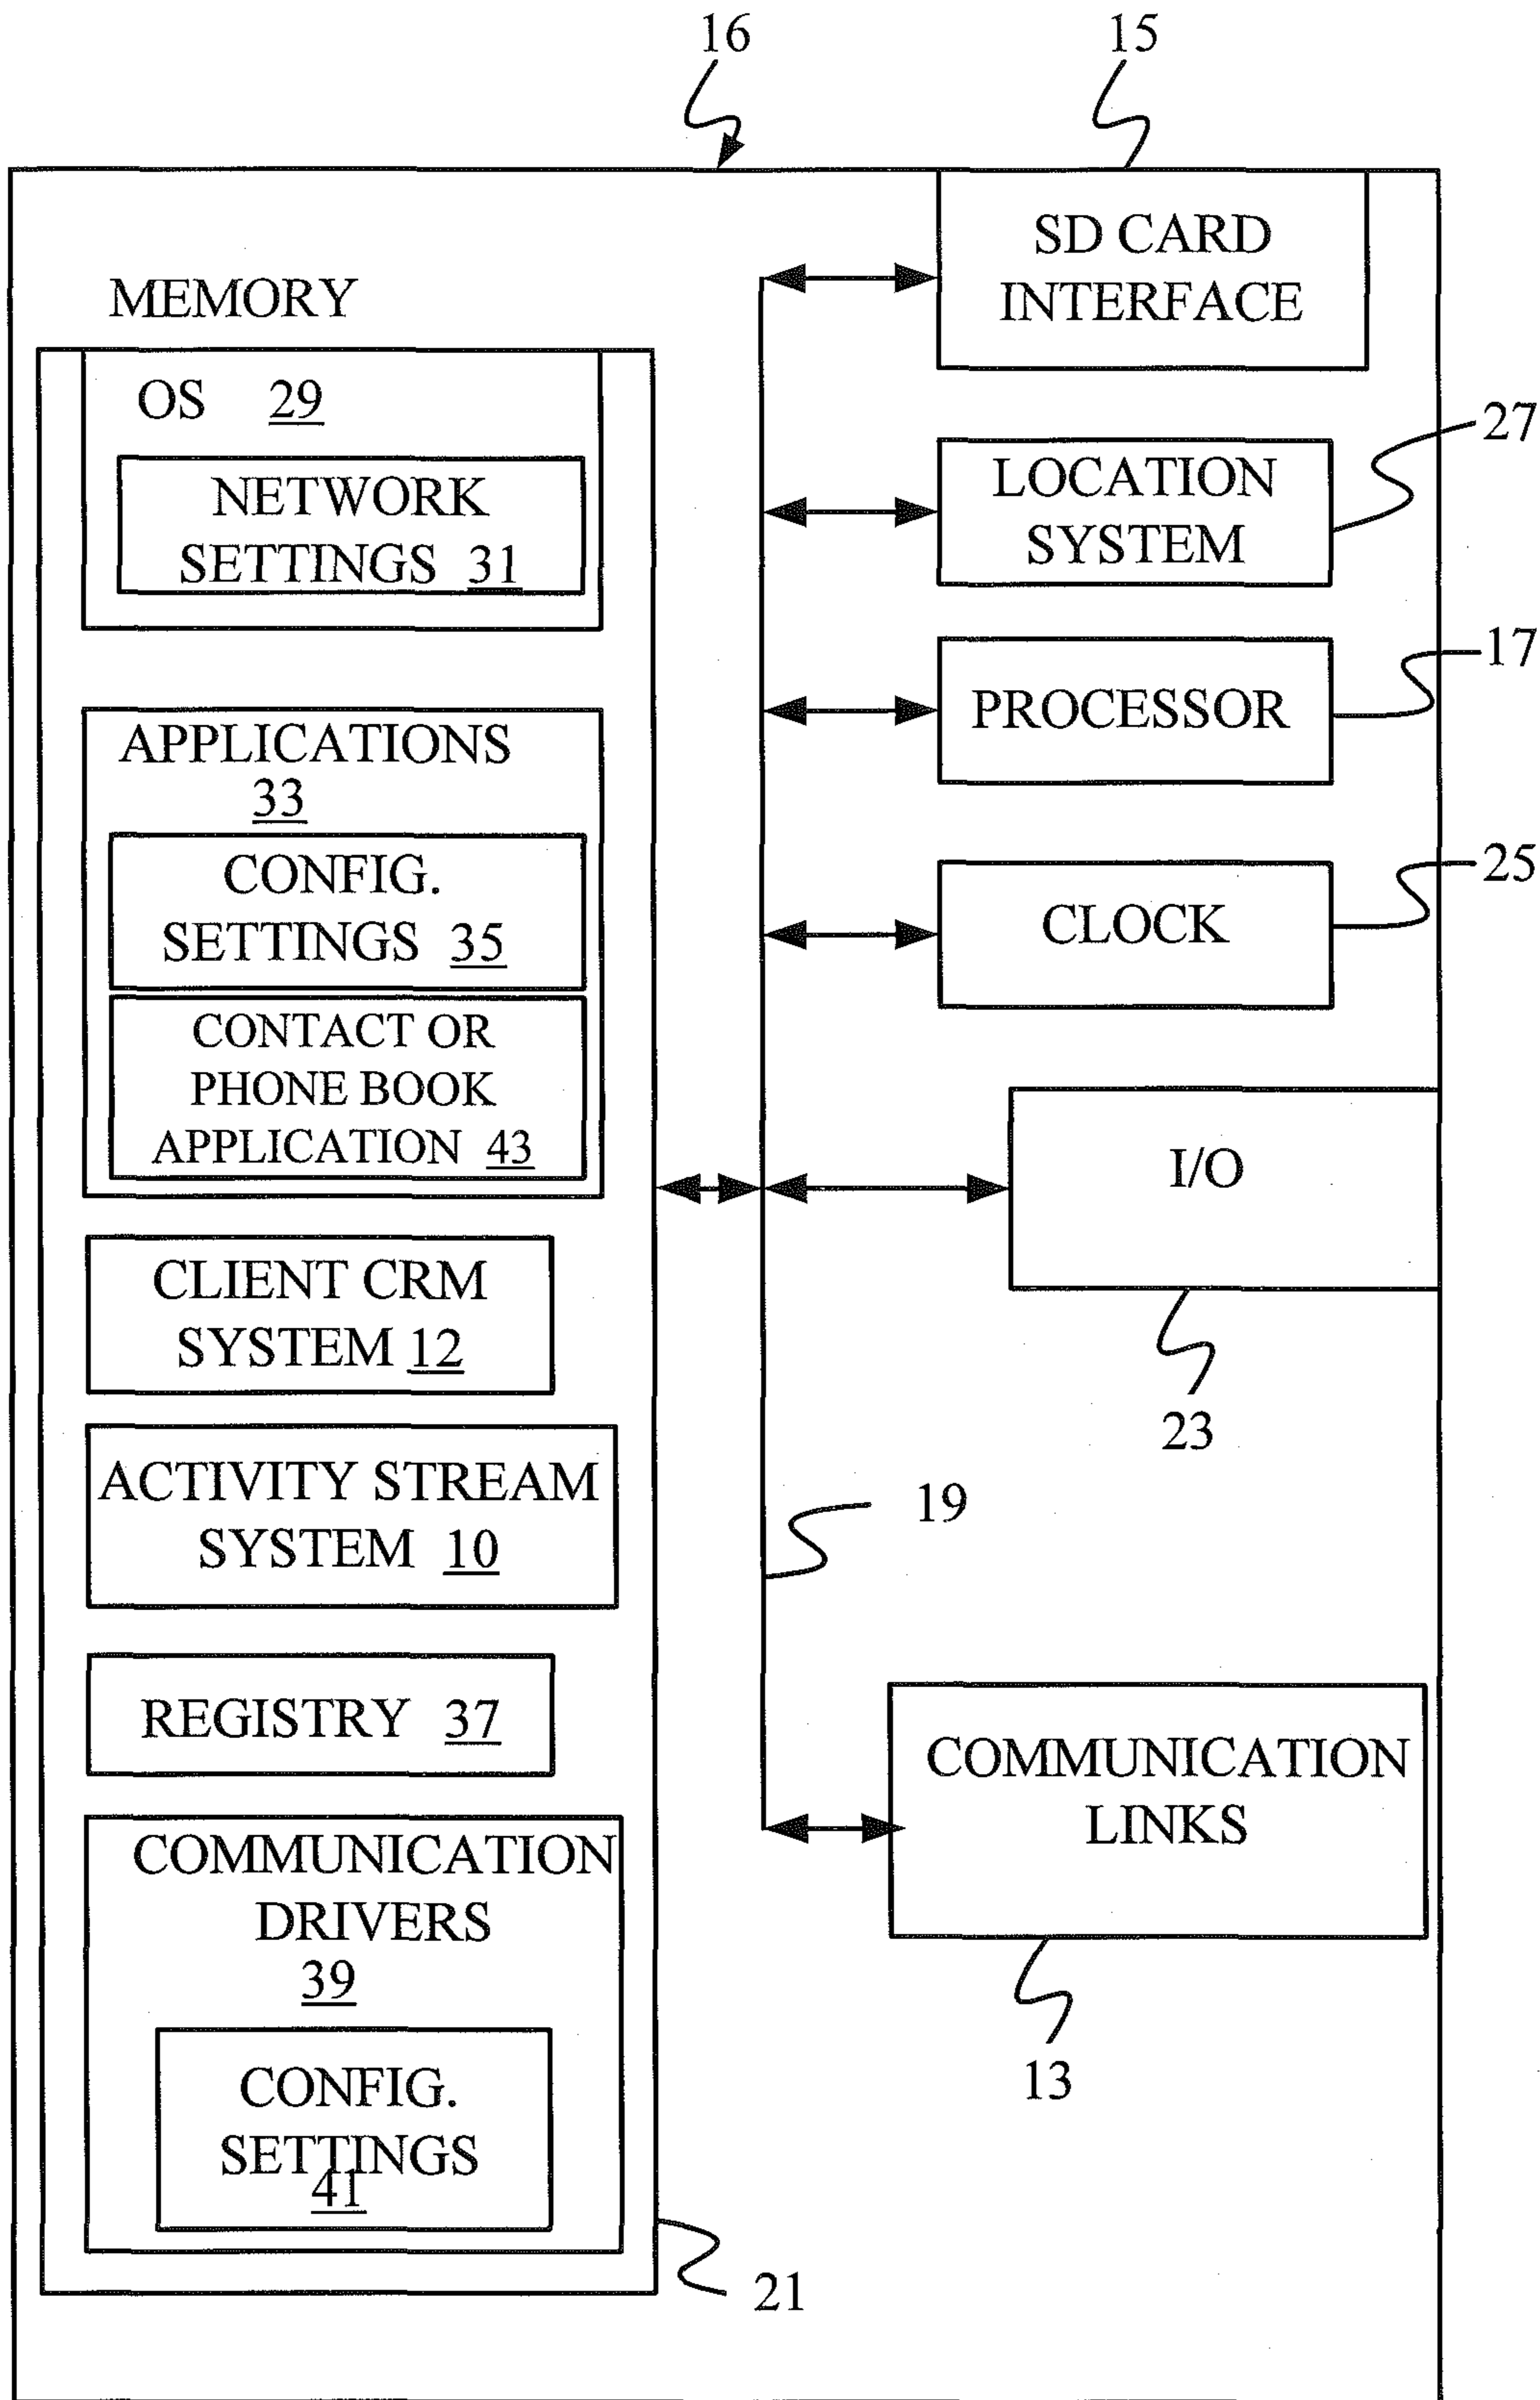 16
15
SD CARD
INTERFACE
MEMORY
OS 29
NETWORK
SETTINGS 31
27
LOCATION
SYSTEM
17
PROCESSOR
APPLICATIONS
33
CONFIG.
SETTINGS 35
25
CLOCK
CONTACT OR
PHONE BOOK
APPLICATION 43
I/O
23
CLIENT CRM
SYSTEM 12
ACTIVITY STREAM
SYSTEM 10
19
REGISTRY 37
COMMUNICATION
LINKS
13
COMMUNICATION
DRIVERS
39
CONFIG.
SETTINGS
41
21